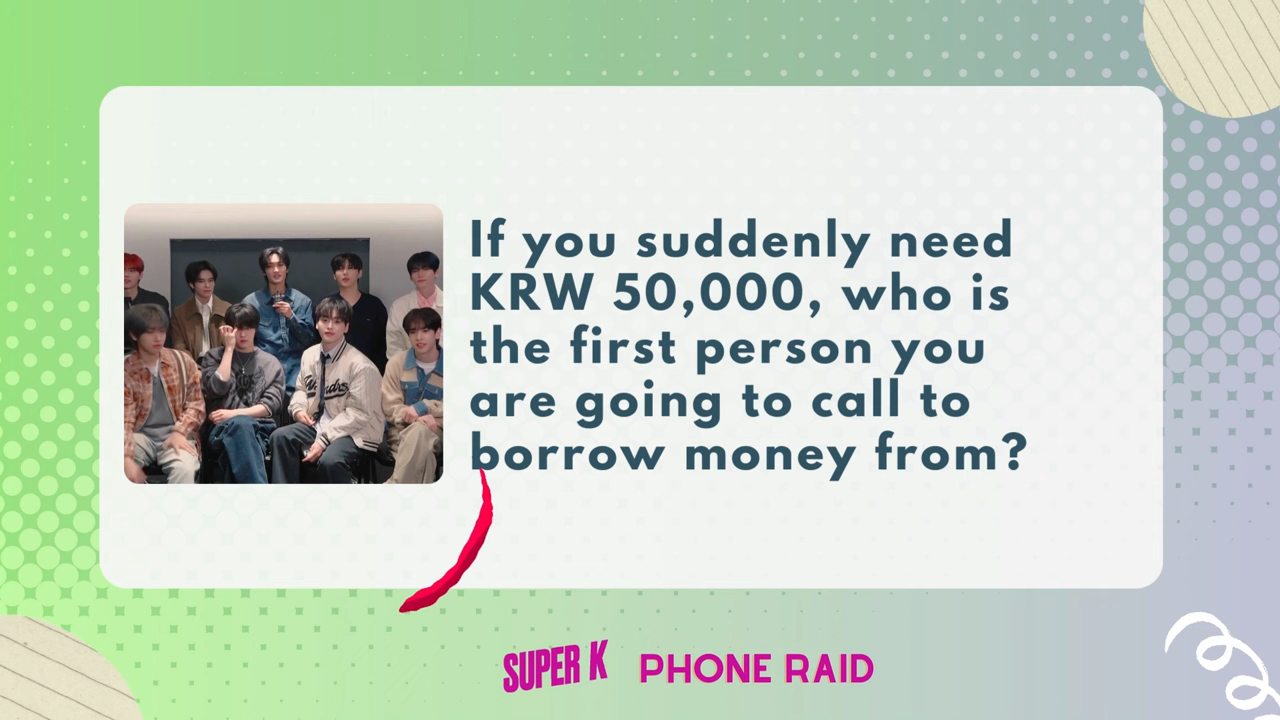 If you suddenly need
KRW 50,000, who is
the first person you
are going to call to
borrow money from?
SUPER K PHONE RAID